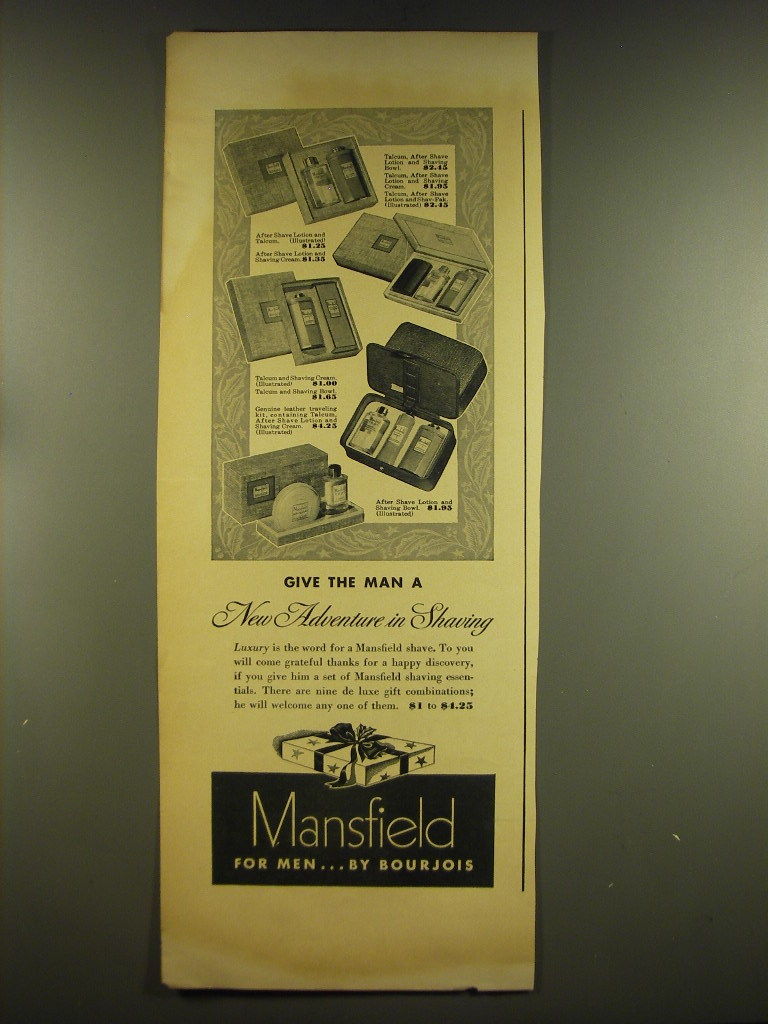 Talcum, After Shave
Lotion and Shaving
Bowl. $2.45
Talcum, After Shave
Lotion and Shaving
Cream. $1.95
Talcum, After Shave
Lotion and Shav-Pak.
(Illustrated) $2.45
After Shave Lotion and
Talcum. (Illustrated)
$1.25
After Shave Lotion and
Shaving Cream. $1.35
Talcum and Shaving Cream.
(Illustrated) $1.00
Talcum and Shaving Bowl.
$1.65
Genuine leather traveling
kit, containing Talcum,
After Shave Lotion and
Shaving Cream. $4.25
(Illustrated)
After Shave Lotion and
Shaving Bowl. $1.95
(Illustrated)
GIVE THE MAN A
New Adventure in Shaving
Luxury is the word for a Mansfield shave. To you
will come grateful thanks for a happy discovery,
if you give him a set of Mansfield shaving essen-
tials. There are nine de luxe gift combinations;
he will welcome any one of them. $1 to $4.25
Mansfield
FOR MEN...BY BOURJOIS